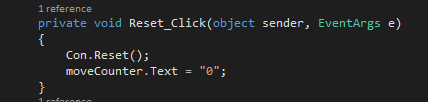 1 reference
private void Reset_Click(object sender, EventArgs e)
{
Con.Reset();
moveCounter.Text = "0";
}
1 reference